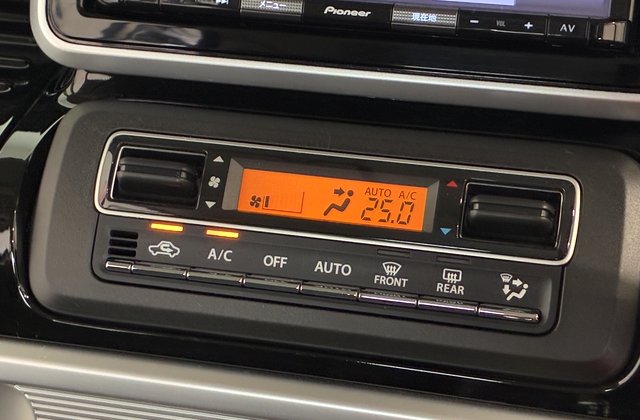 メニュー
Pioneer
現在地
− VOL +
AV
AUTO A/C
25.0
A/C
OFF
AUTO
FRONT
REAR